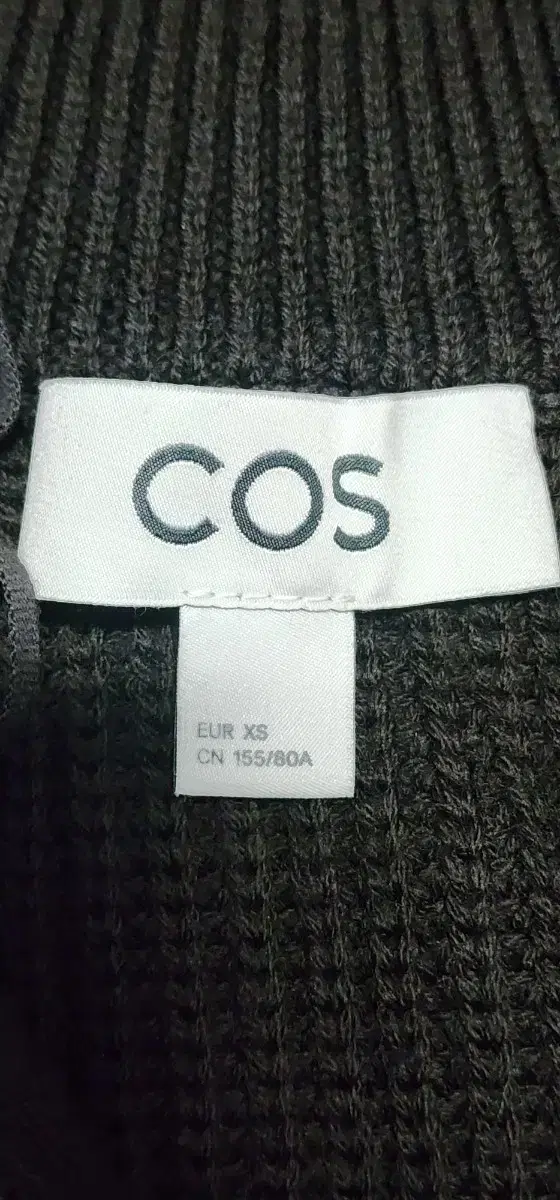 COS
EUR XS
CN 155/80A